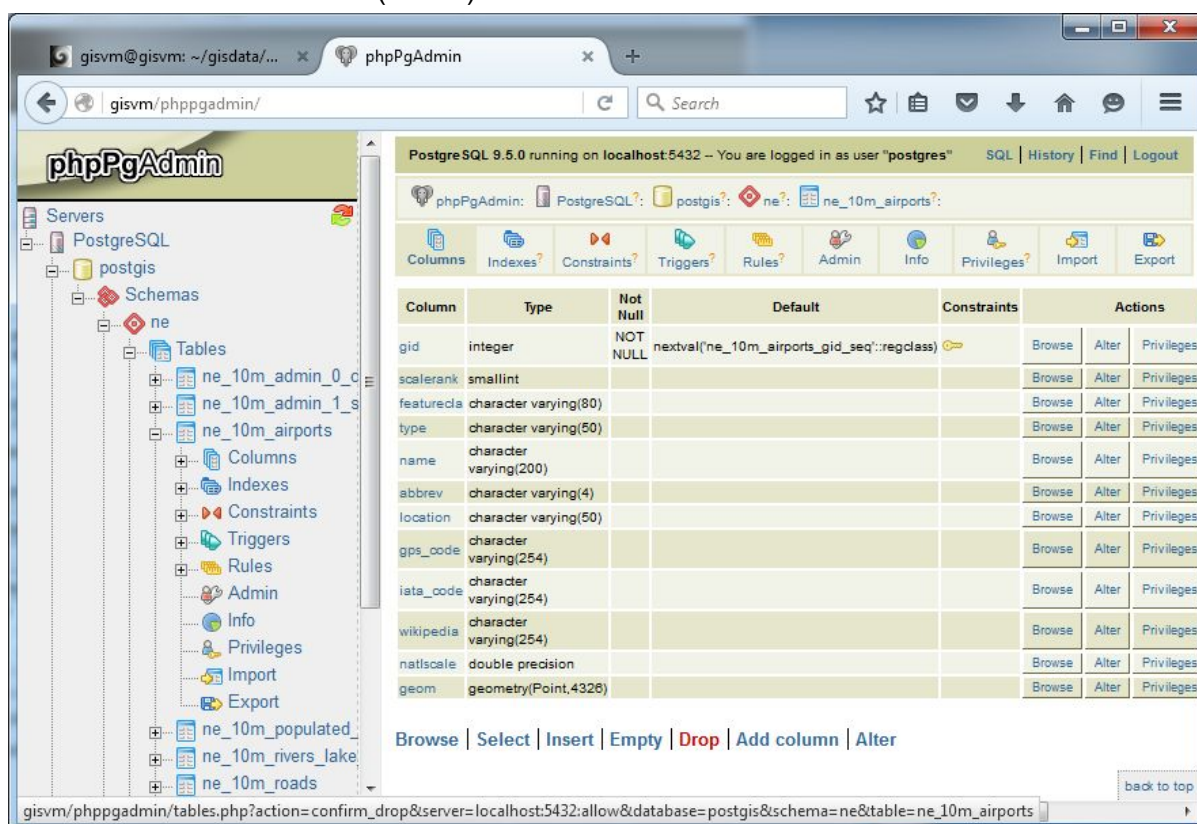 gisvm@gisvm: ~/gisdata/... × phpPgAdmin × +
gisvm/phppgadmin/ Search
phpPgAdmin
Servers
PostgreSQL
postgis
Schemas
ne
Tables
ne_10m_admin_0_c
ne_10m_admin_1_s
ne_10m_airports
Columns
Indexes
Constraints
Triggers
Rules
Admin
Info
Privileges
Import
Export
ne_10m_populated_
ne_10m_rivers_lake
ne_10m_roads
PostgreSQL 9.5.0 running on localhost:5432 -- You are logged in as user "postgres" SQL | History | Find | Logout
phpPgAdmin: PostgreSQL?: postgis?: ne?: ne_10m_airports?:
Columns Indexes? Constraints? Triggers? Rules? Admin Info Privileges? Import Export
Column Type Not Null Default Constraints Actions
gid integer NOT NULL nextval('ne_10m_airports_gid_seq'::regclass) Browse Alter Privileges
scalerank smallint Browse Alter Privileges
featurecla character varying(80) Browse Alter Privileges
type character varying(50) Browse Alter Privileges
name character varying(200) Browse Alter Privileges
abbrev character varying(4) Browse Alter Privileges
location character varying(50) Browse Alter Privileges
gps_code character varying(254) Browse Alter Privileges
iata_code character varying(254) Browse Alter Privileges
wikipedia character varying(254) Browse Alter Privileges
natlscale double precision Browse Alter Privileges
geom geometry(Point,4326) Browse Alter Privileges
Browse | Select | Insert | Empty | Drop | Add column | Alter
back to top
gisvm/phppgadmin/tables.php?action=confirm_drop&server=localhost:5432:allow&database=postgis&schema=ne&table=ne_10m_airports